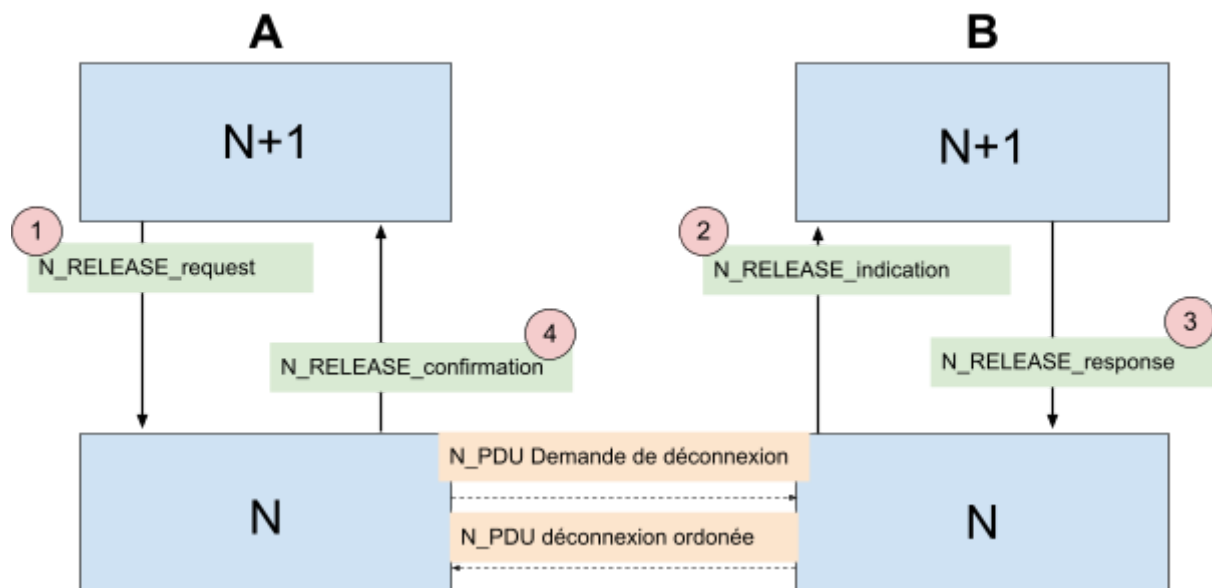 A
B
N+1
N+1
1
2
N_RELEASE_request
N_RELEASE_indication
4
3
N_RELEASE_confirmation
N_RELEASE_response
N_PDU Demande de déconnexion
N
N
N_PDU déconnexion ordonée